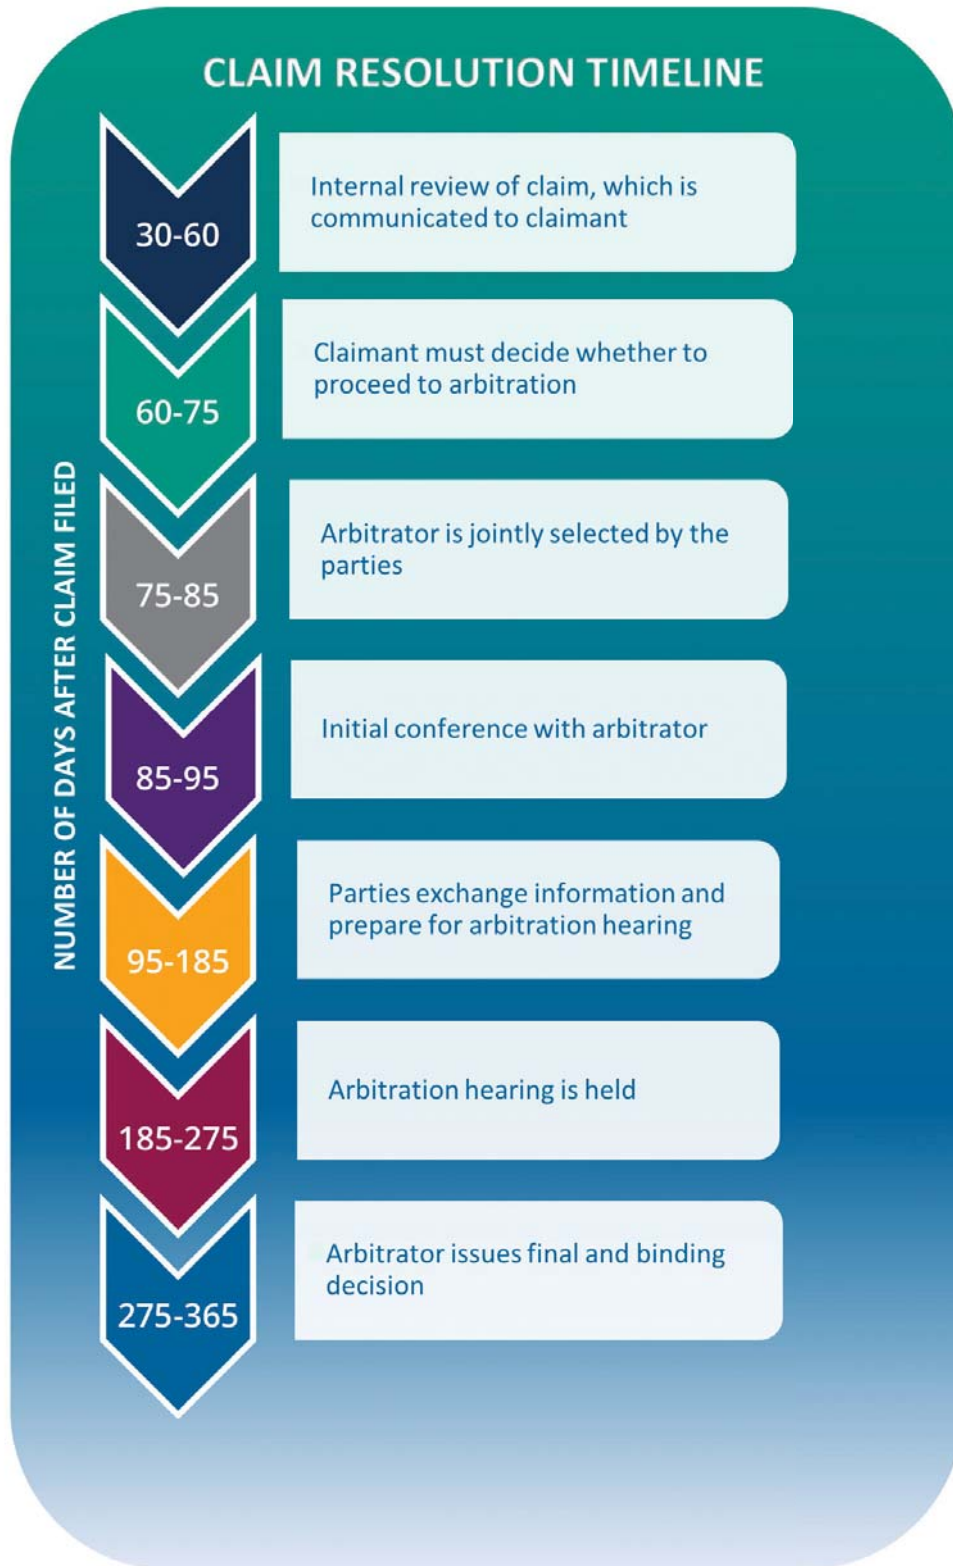 CLAIM RESOLUTION TIMELINE
NUMBER OF DAYS AFTER CLAIM FILED
30-60
Internal review of claim, which is
communicated to claimant
60-75
Claimant must decide whether to
proceed to arbitration
75-85
Arbitrator is jointly selected by the
parties
85-95
Initial conference with arbitrator
95-185
Parties exchange information and
prepare for arbitration hearing
185-275
Arbitration hearing is held
275-365
Arbitrator issues final and binding
decision